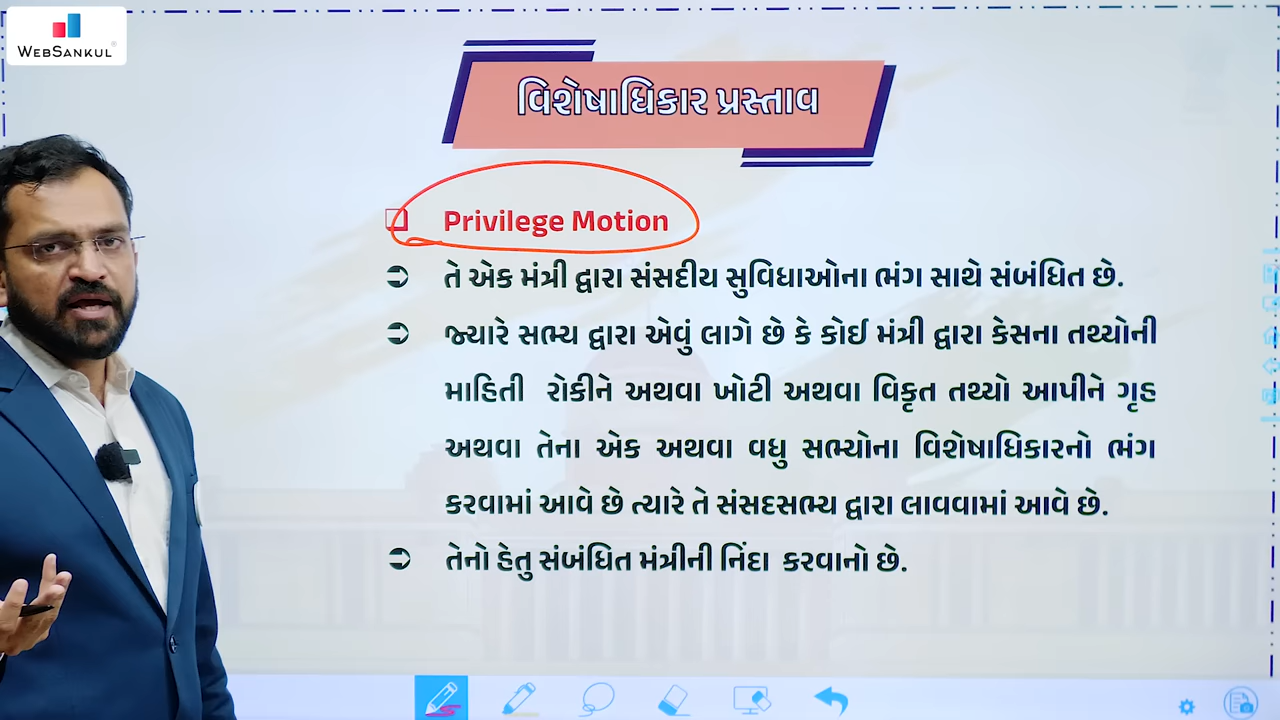 WEBSANKUL®
વિશેષાધિકાર પ્રસ્તાવ
Privilege Motion
તે એક મંત્રી દ્વારા સંસદીય સુવિધાઓના ભંગ સાથે સંબંધિત છે.
જ્યારે સભ્ય દ્વારા એવું લાગે છે કે કોઈ મંત્રી દ્વારા કેસના તથ્યોની
માહિતી રોકીને અથવા ખોટી અથવા વિકૃત તથ્યો આપીને ગૃહ
અથવા તેના એક અથવા વધુ સભ્યોના વિશેષાધિકારનો ભંગ
કરવામાં આવે છે ત્યારે તે સંસદસભ્ય દ્વારા લાવવામાં આવે છે.
તેનો હેતુ સંબંધિત મંત્રીની નિંદા કરવાનો છે.